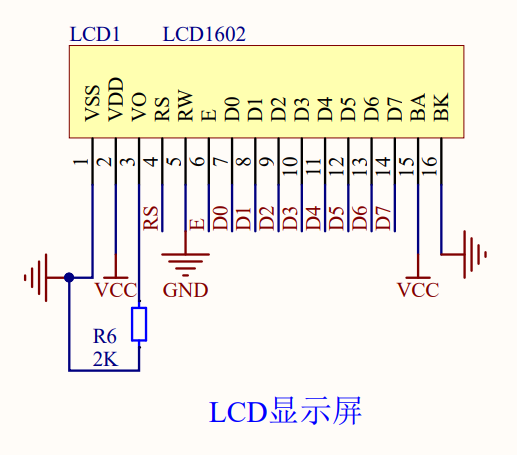 LCD1 LCD1602
VSS VDD VO RS RW E D0 D1 D2 D3 D4 D5 D6 D7 BA BK
1 2 3 4 5 6 7 8 9 10 11 12 13 14 15 16
RS E D0 D1 D2 D3 D4 D5 D6 D7
VCC GND VCC
R6
2K
LCD显示屏